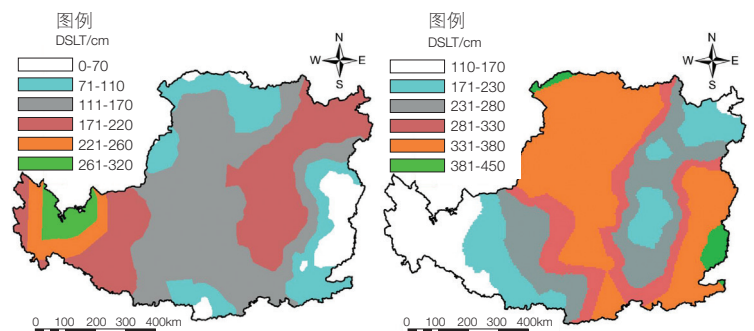 图例
DSLT/cm
0-70
71-110
111-170
171-220
221-260
261-320
N
W E
S
0 100 200 300 400km
图例
DSLT/cm
110-170
171-230
231-280
281-330
331-380
381-450
N
W E
S
0 100 200 300 400km